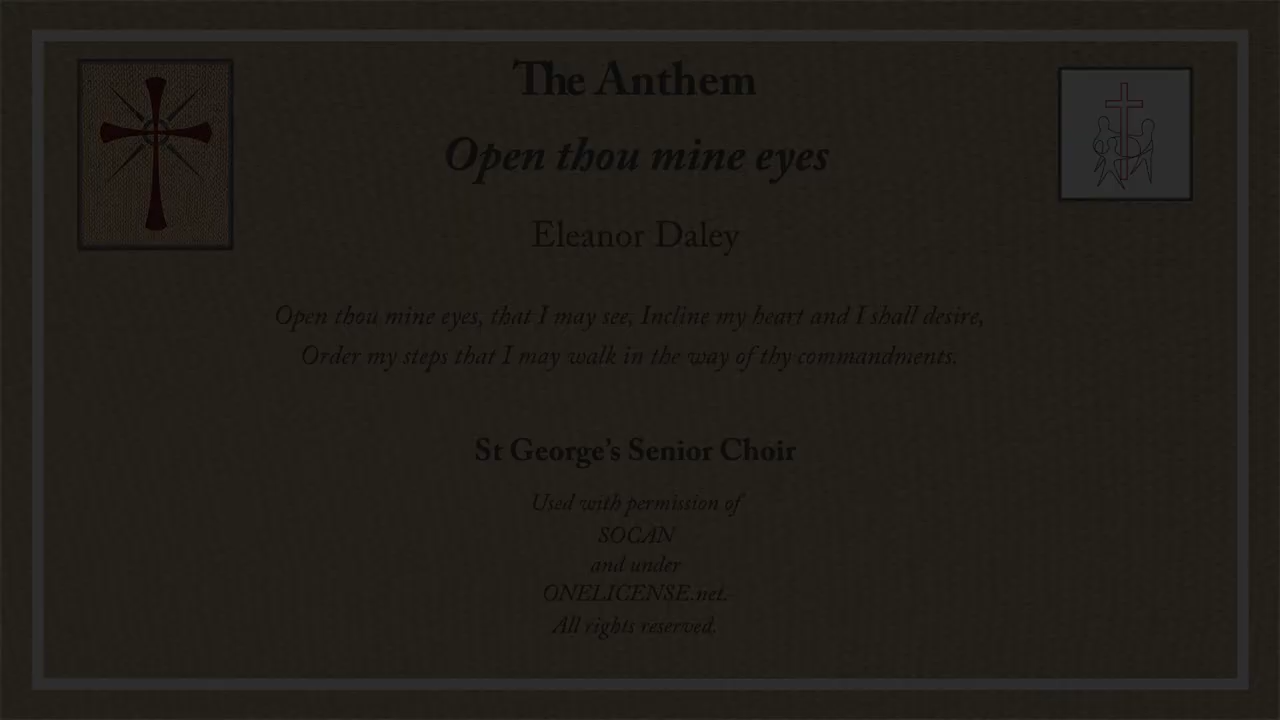 The Anthem
Open thou mine eyes
Eleanor Daley
Open thou mine eyes, that I may see, Incline my heart and I shall desire,
Order my steps that I may walk in the way of thy commandments.
St George's Senior Choir
Used with permission of
SOCAN
and under
ONELICENSE.net.
All rights reserved.